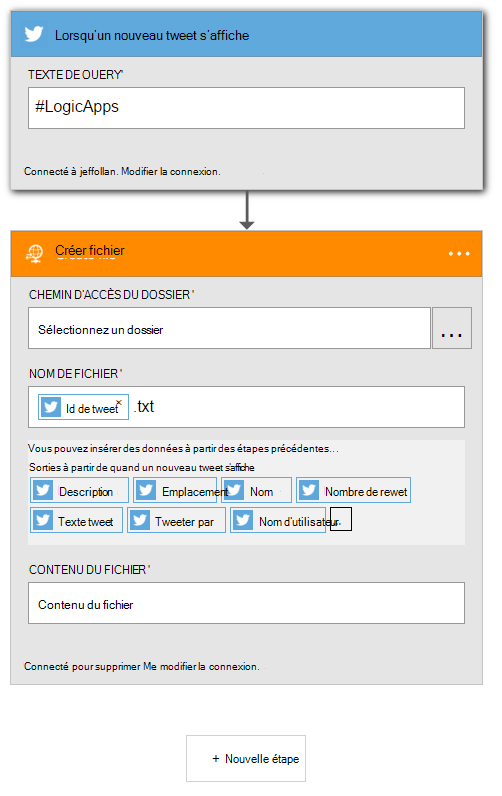 Lorsqu'un nouveau tweet s'affiche
TEXTE DE OUERY'
#LogicApps
Connecté à jeffollan. Modifier la connexion.
Créer fichier
...
CHEMIN D'ACCÈS DU DOSSIER '
Sélectionnez un dossier
...
NOM DE FICHIER '
Id de tweet × .txt
Vous pouvez insérer des données à partir des étapes précédentes...
Sorties à partir de quand un nouveau tweet s'affiche
Description Emplacement Nom Nombre de rewet
Texte tweet Tweeter par Nom d'utilisateur ..
CONTENU DU FICHIER '
Contenu du fichier
Connecté pour supprimer Me modifier la connexion.
+ Nouvelle étape